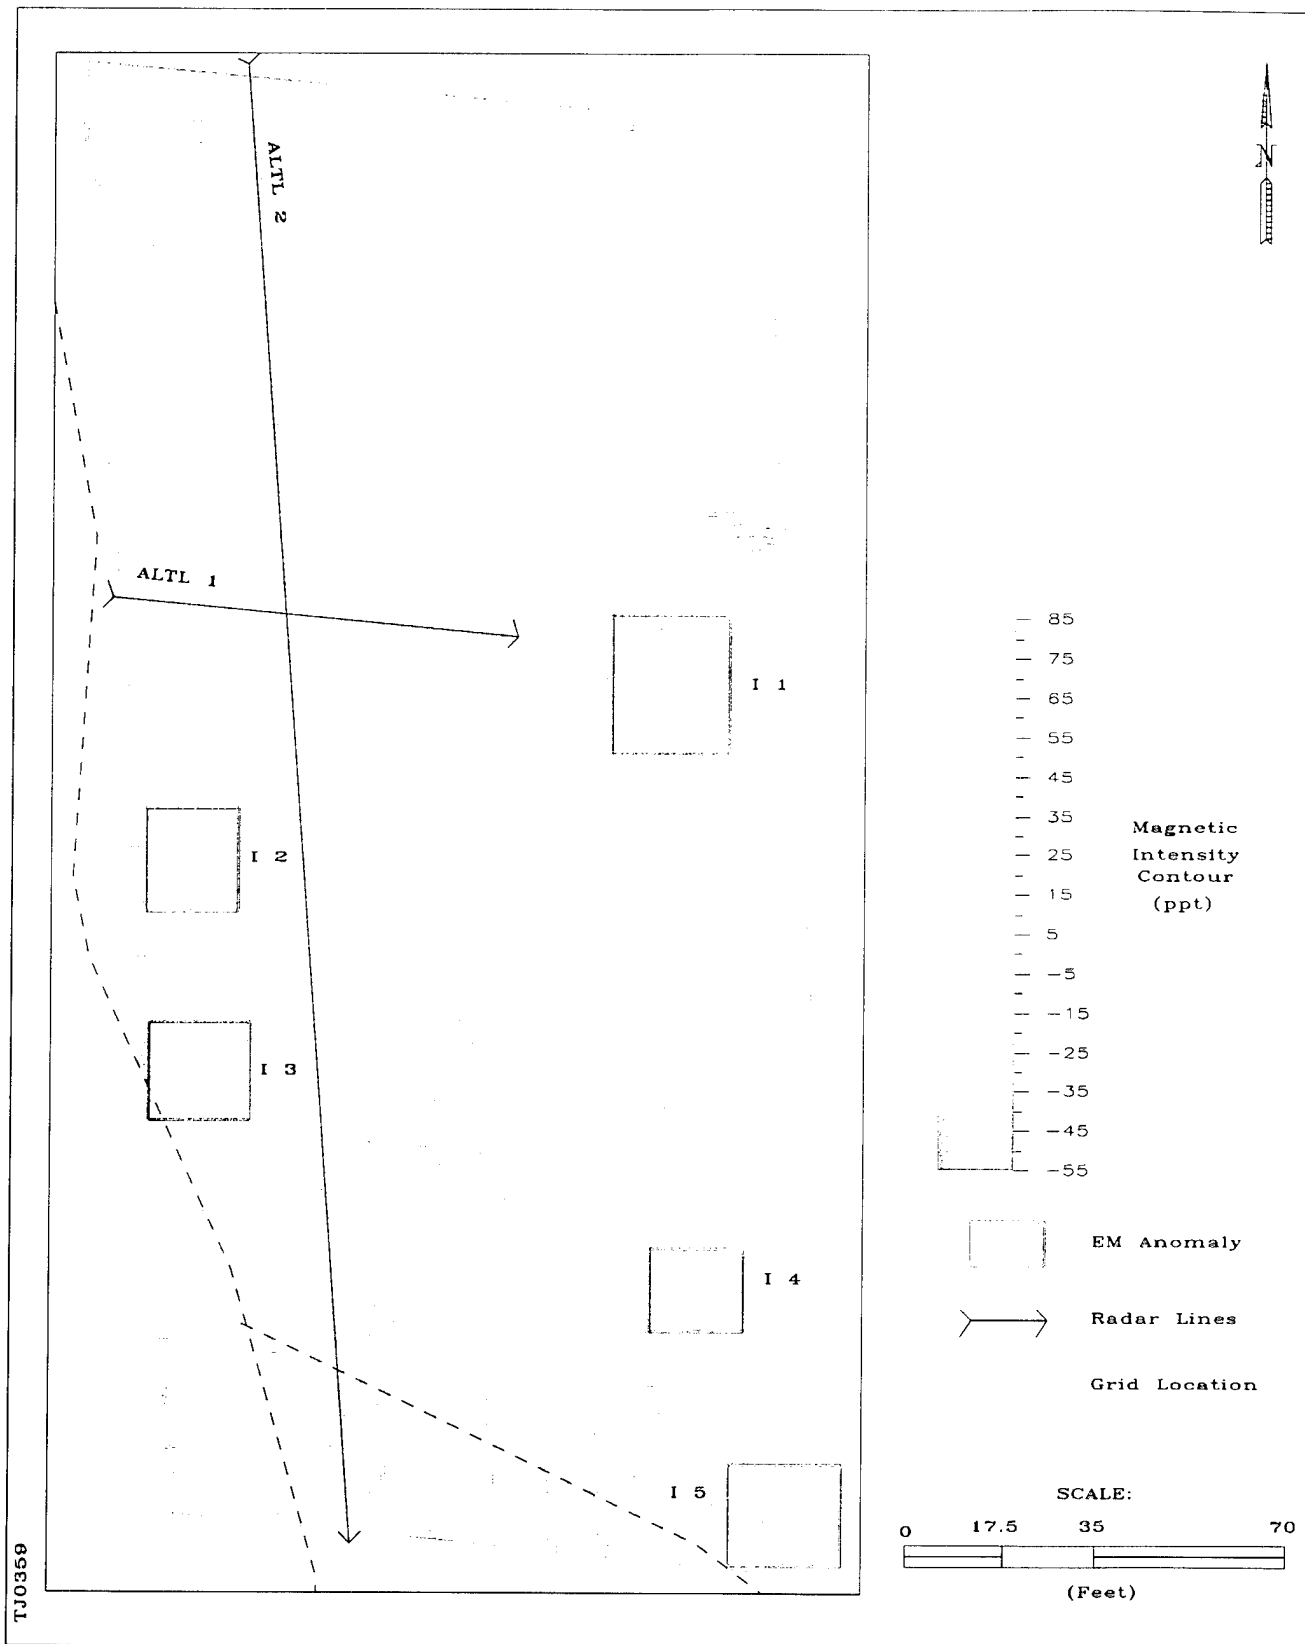 ALTL 2
N
ALTL 1
I 1
I 2
I 3
I 4
I 5
85
75
65
55
45
35
25
15
5
-5
-15
-25
-35
-45
-55
Magnetic
Intensity
Contour
(ppt)
EM Anomaly
Radar Lines
Grid Location
SCALE:
0 17.5 35 70
(Feet)
TJ0359